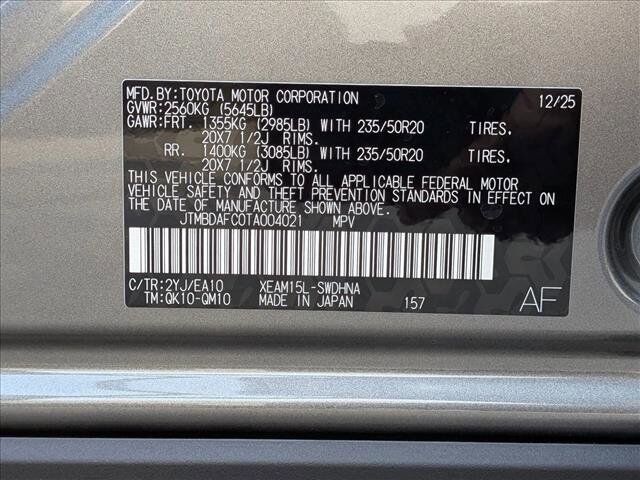 MFD.BY:TOYOTA MOTOR CORPORATION 12/25
GVWR:2560KG (5645LB)
GAWR:FRT. 1355KG (2985LB) WITH 235/50R20 TIRES.
20X7 1/2J RIMS.
RR. 1400KG (3085LB) WITH 235/50R20 TIRES.
20X7 1/2J RIMS.
THIS VEHICLE CONFORMS TO ALL APPLICABLE FEDERAL MOTOR
VEHICLE SAFETY AND THEFT PREVENTION STANDARDS IN EFFECT ON
THE DATE OF MANUFACTURE SHOWN ABOVE.
JTMBDAFC0TA004021 MPV
C/TR:2YJ/EA10 XEAM15L-SWDHNA
TM:QK10-QM10 MADE IN JAPAN 157 AF